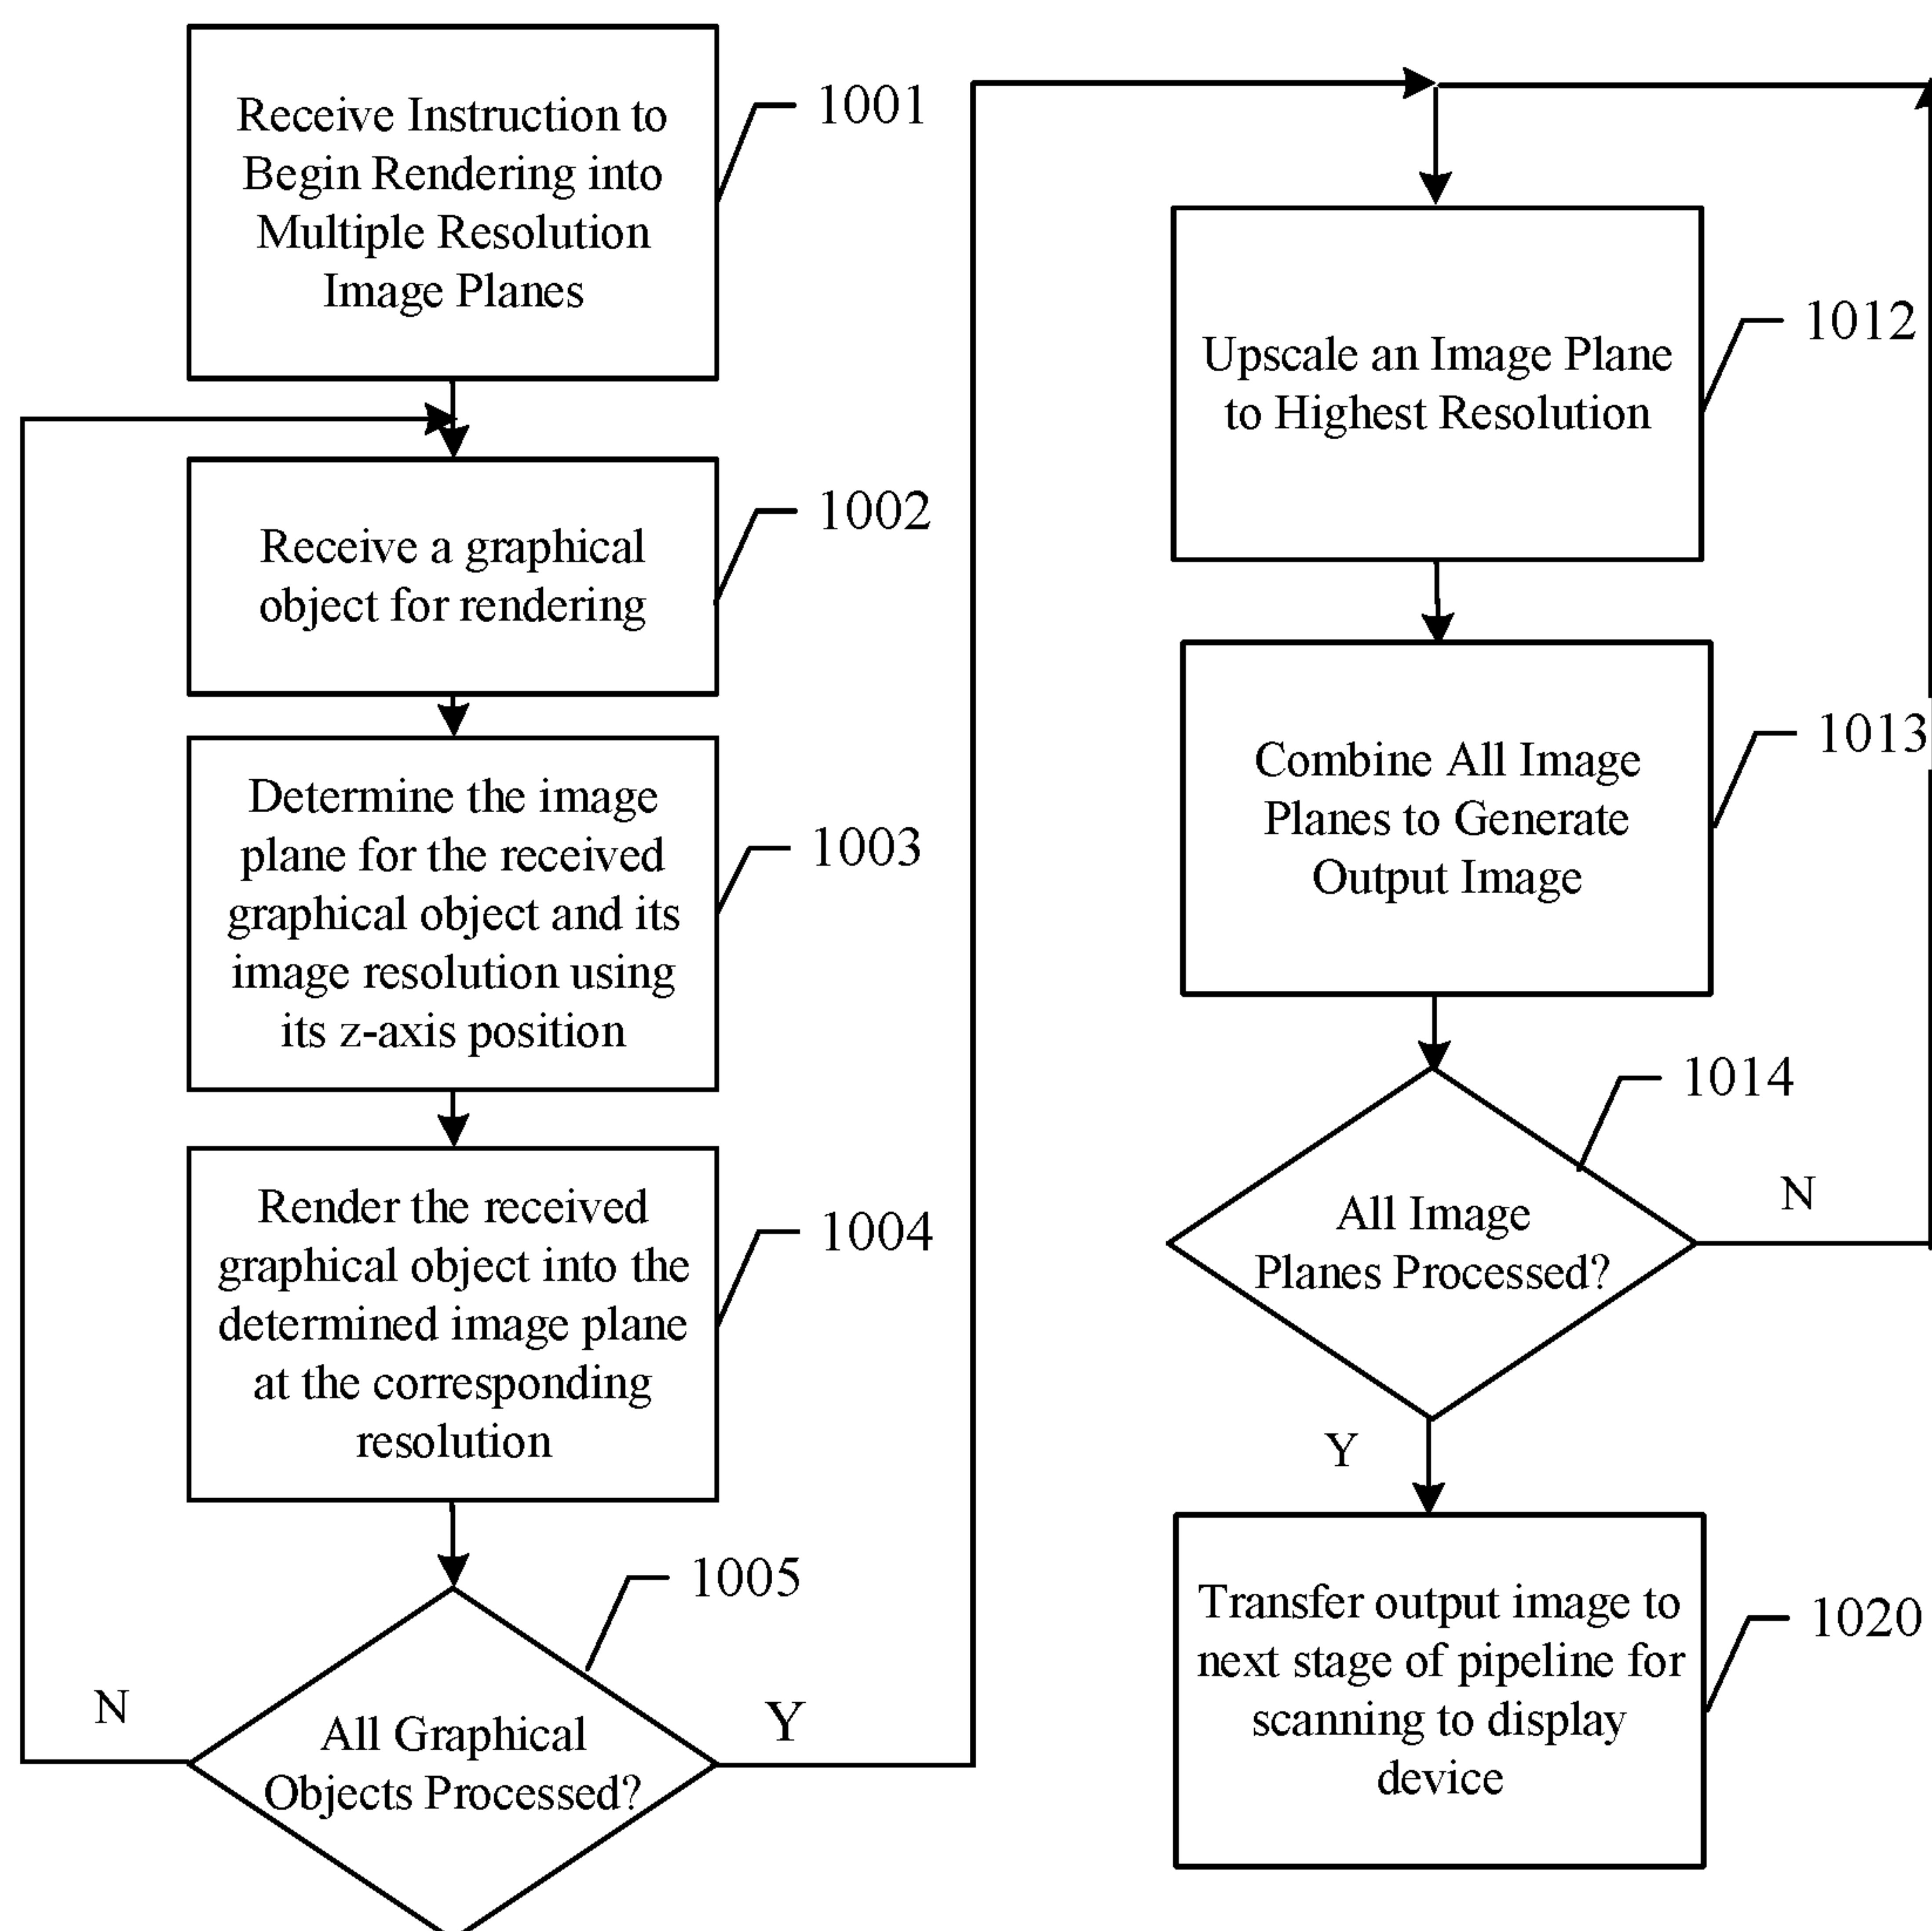 Receive Instruction to
Begin Rendering into
Multiple Resolution
Image Planes
1001
Receive a graphical
object for rendering
1002
Determine the image
plane for the received
graphical object and its
image resolution using
its z-axis position
1003
Render the received
graphical object into the
determined image plane
at the corresponding
resolution
1004
All Graphical
Objects Processed?
1005
N
Y
Upscale an Image Plane
to Highest Resolution
1012
Combine All Image
Planes to Generate
Output Image
1013
All Image
Planes Processed?
1014
N
Y
Transfer output image to
next stage of pipeline for
scanning to display
device
1020